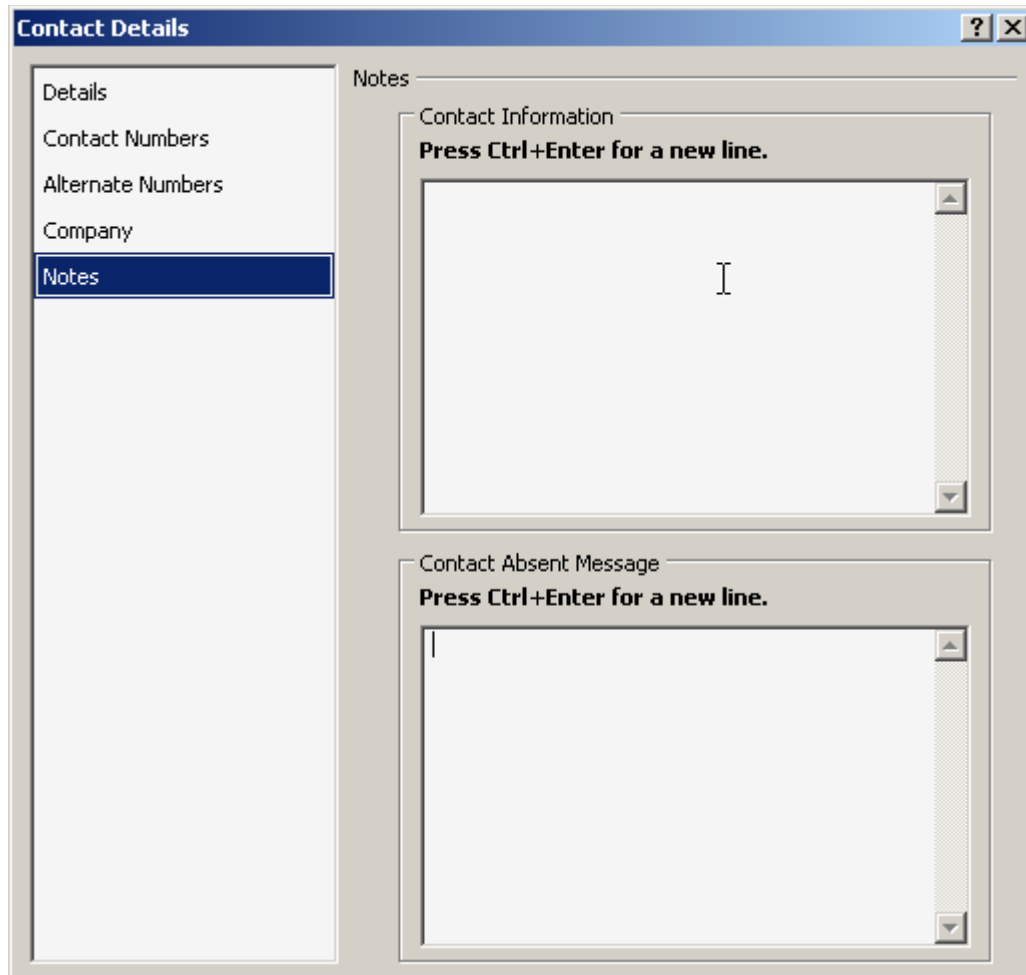 Contact Details
Details
Contact Numbers
Alternate Numbers
Company
Notes
Notes
Contact Information
Press Ctrl+Enter for a new line.
Contact Absent Message
Press Ctrl+Enter for a new line.